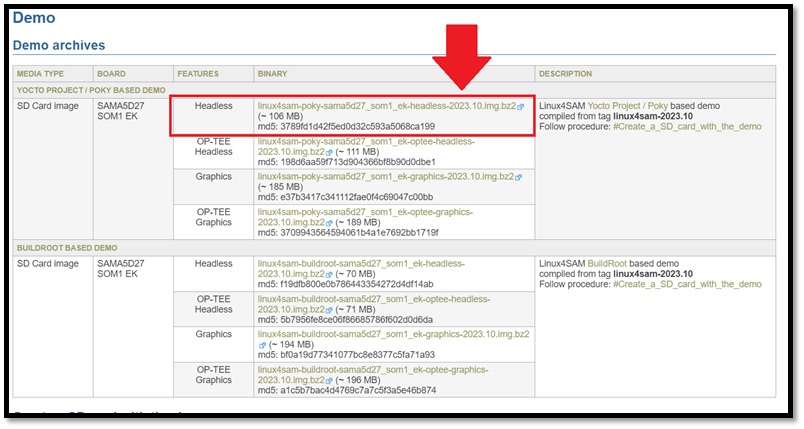 Demo
Demo archives
MEDIA TYPE BOARD FEATURES BINARY DESCRIPTION
YOCTO PROJECT / POKY BASED DEMO
SD Card image SAMA5D27 SOM1 EK
Headless
linux4sam-poky-sama5d27_som1_ek-headless-2023.10.img.bz2
(~ 106 MB)
md5: 3789fd1d42f5ed0d32c593a5068ca199
Linux4SAM Yocto Project / Poky based demo
compiled from tag linux4sam-2023.10
Follow procedure: #Create_a_SD_card_with_the_demo
OP-TEE
Headless
linux4sam-poky-sama5d27_som1_ek-optee-headless-
2023.10.img.bz2 (~ 111 MB)
md5: 198d6aa59f713d904366bf8b90d0dbe1
Graphics
linux4sam-poky-sama5d27_som1_ek-graphics-2023.10.img.bz2
(~ 185 MB)
md5: e37b3417c341112fae0f4c69047c00bb
OP-TEE
Graphics
linux4sam-poky-sama5d27_som1_ek-optee-graphics-
2023.10.img.bz2 (~ 189 MB)
md5: 3709943564594061b4a1e7692bb1719f
BUILDROOT BASED DEMO
SD Card image SAMA5D27 SOM1 EK
Headless
linux4sam-buildroot-sama5d27_som1_ek-headless-
2023.10.img.bz2 (~ 70 MB)
md5: f19dfb800e0b786443354272d4df14ab
Linux4SAM BuildRoot based demo
compiled from tag linux4sam-2023.10
Follow procedure: #Create_a_SD_card_with_the_demo
OP-TEE
Headless
linux4sam-buildroot-sama5d27_som1_ek-optee-headless-
2023.10.img.bz2 (~ 71 MB)
md5: 5b7956fe8ce06f86685786f602d0d6da
Graphics
linux4sam-buildroot-sama5d27_som1_ek-graphics-2023.10.img.bz2
(~ 194 MB)
md5: bf0a19d77341077bc8e8377c5fa71a93
OP-TEE
Graphics
linux4sam-buildroot-sama5d27_som1_ek-optee-graphics-
2023.10.img.bz2 (~ 196 MB)
md5: a1c5b7bac4d4769c7a7c5f3a5e46b874